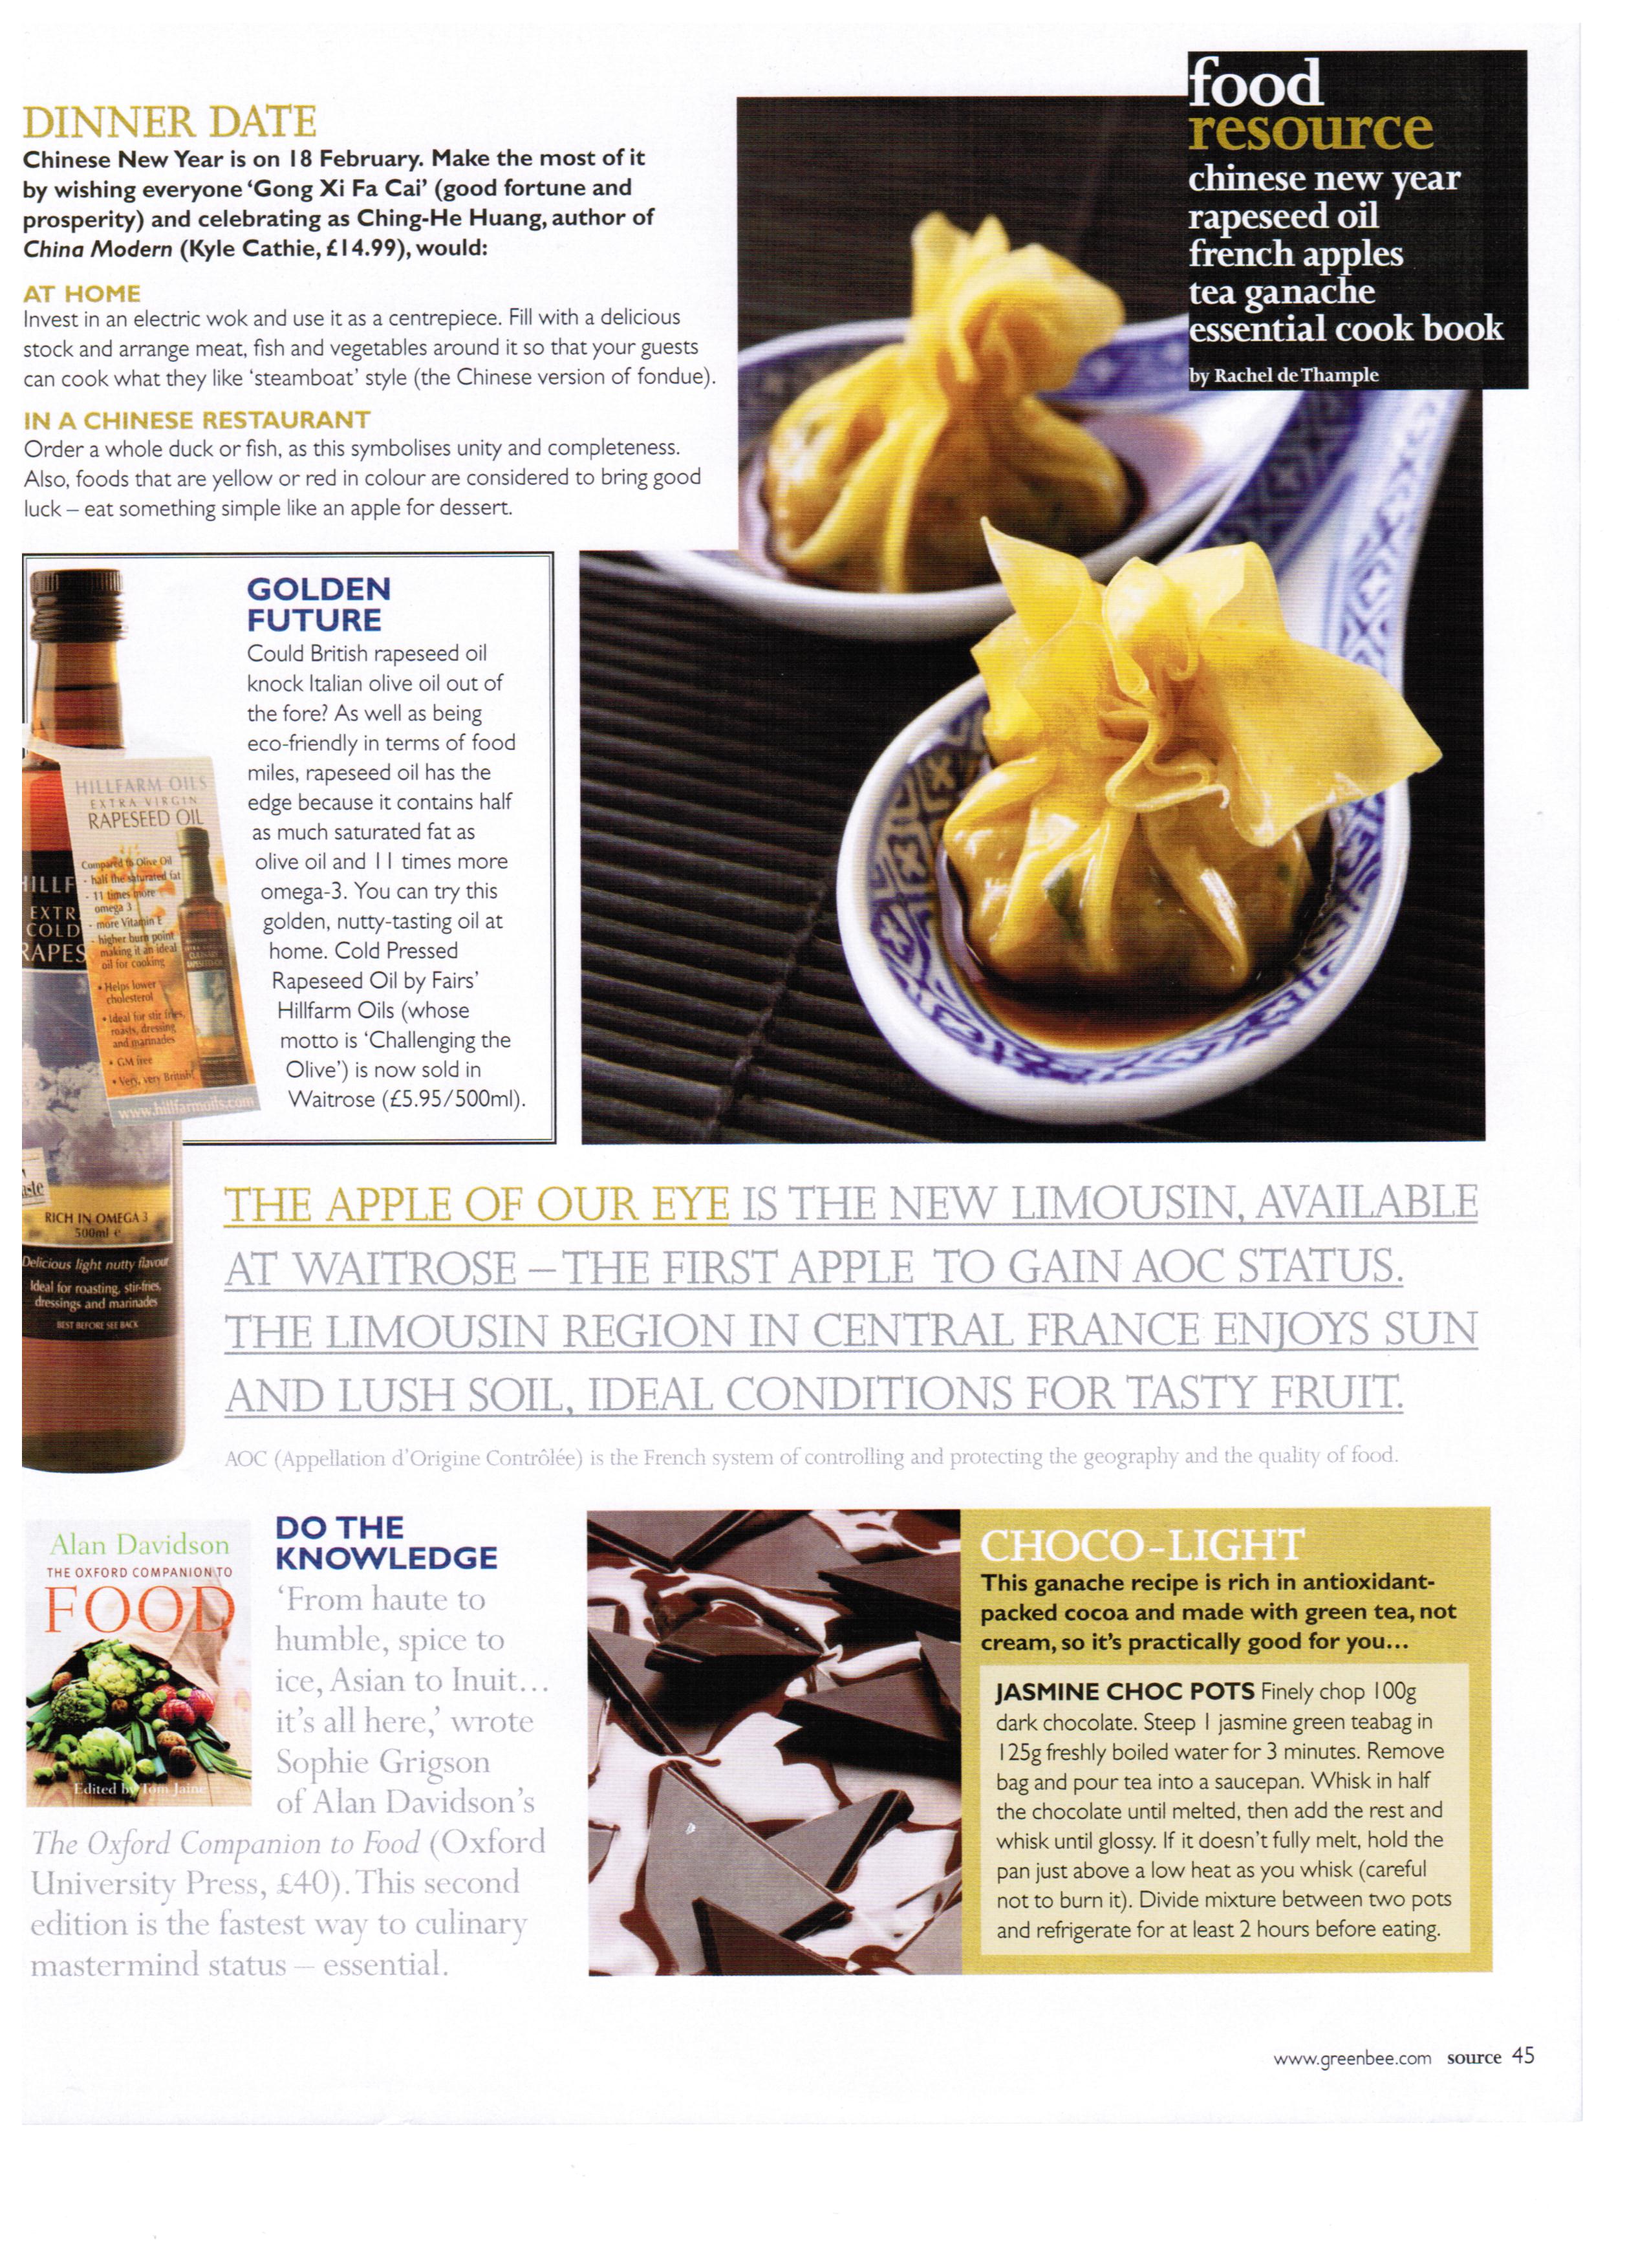 food
resource
chinese new year
rapeseed oil
french apples
tea ganache
essential cook book
by Rachel de Thample
DINNER DATE
Chinese New Year is on 18 February. Make the most of it
by wishing everyone ‘Gong Xi Fa Cai’ (good fortune and
prosperity) and celebrating as Ching-He Huang, author of
China Modern (Kyle Cathie, £14.99), would:
AT HOME
Invest in an electric wok and use it as a centrepiece. Fill with a delicious
stock and arrange meat, fish and vegetables around it so that your guests
can cook what they like ‘steamboat’ style (the Chinese version of fondue).
IN A CHINESE RESTAURANT
Order a whole duck or fish, as this symbolises unity and completeness.
Also, foods that are yellow or red in colour are considered to bring good
luck – eat something simple like an apple for dessert.
GOLDEN
FUTURE
Could British rapeseed oil
knock Italian olive oil out of
the fore? As well as being
eco-friendly in terms of food
miles, rapeseed oil has the
edge because it contains half
as much saturated fat as
olive oil and 11 times more
omega-3. You can try this
golden, nutty-tasting oil at
home. Cold Pressed
Rapeseed Oil by Fairs’
Hillfarm Oils (whose
motto is ‘Challenging the
Olive’) is now sold in
Waitrose (£5.95/500ml).
HILLFARM OILS
EXTRA VIRGIN
RAPESEED OIL
Compared to Olive Oil
- half the saturated fat
- 11 times more
omega 3
- more Vitamin E
- higher burn point
making it an ideal
oil for cooking
• Helps lower
cholesterol
• Ideal for stir fries,
roasts, dressing
and marinades
• GM free
• Very, very British!
www.hillfarmoils.com
HILLF
EXTR
COLD
RAPES
aste
RICH IN OMEGA 3
500ml e
Delicious light nutty flavour
Ideal for roasting, stir-fries,
dressings and marinades
BEST BEFORE SEE BACK
THE APPLE OF OUR EYE IS THE NEW LIMOUSIN, AVAILABLE
AT WAITROSE – THE FIRST APPLE TO GAIN AOC STATUS.
THE LIMOUSIN REGION IN CENTRAL FRANCE ENJOYS SUN
AND LUSH SOIL, IDEAL CONDITIONS FOR TASTY FRUIT.
AOC (Appellation d’Origine Contrôlée) is the French system of controlling and protecting the geography and the quality of food.
Alan Davidson
THE OXFORD COMPANION TO
FOOD
Edited by Tom Jaine
DO THE
KNOWLEDGE
‘From haute to
humble, spice to
ice, Asian to Inuit...
it’s all here,’ wrote
Sophie Grigson
of Alan Davidson’s
The Oxford Companion to Food (Oxford
University Press, £40). This second
edition is the fastest way to culinary
mastermind status – essential.
CHOCO-LIGHT
This ganache recipe is rich in antioxidant-
packed cocoa and made with green tea, not
cream, so it’s practically good for you...
JASMINE CHOC POTS Finely chop 100g
dark chocolate. Steep 1 jasmine green teabag in
125g freshly boiled water for 3 minutes. Remove
bag and pour tea into a saucepan. Whisk in half
the chocolate until melted, then add the rest and
whisk until glossy. If it doesn’t fully melt, hold the
pan just above a low heat as you whisk (careful
not to burn it). Divide mixture between two pots
and refrigerate for at least 2 hours before eating.
www.greenbee.com source 45